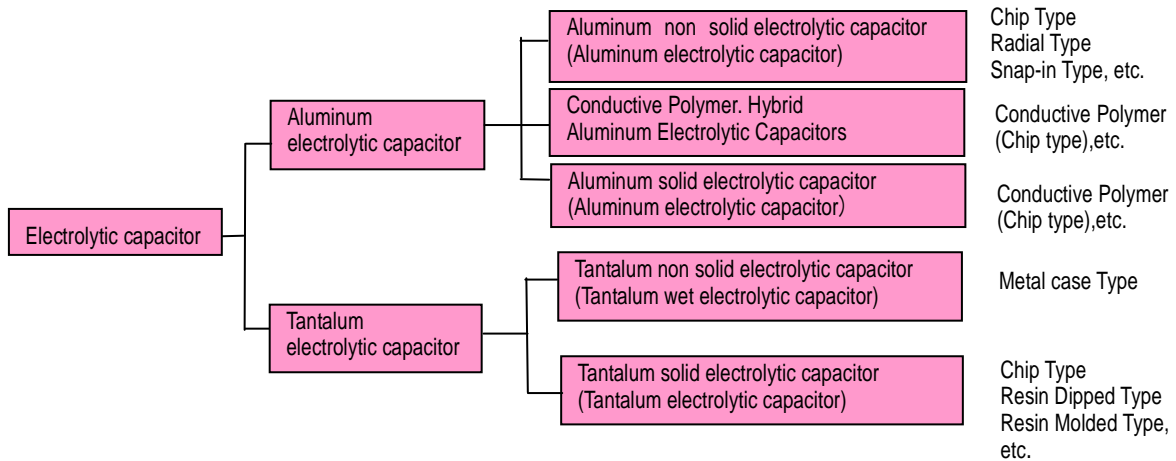 Aluminum non solid electrolytic capacitor
(Aluminum electrolytic capacitor)
Chip Type
Radial Type
Snap-in Type, etc.
Aluminum
electrolytic capacitor
Conductive Polymer. Hybrid
Aluminum Electrolytic Capacitors
Conductive Polymer
(Chip type),etc.
Aluminum solid electrolytic capacitor
(Aluminum electrolytic capacitor）
Conductive Polymer
(Chip type),etc.
Electrolytic capacitor
Tantalum non solid electrolytic capacitor
(Tantalum wet electrolytic capacitor)
Metal case Type
Tantalum
electrolytic capacitor
Tantalum solid electrolytic capacitor
(Tantalum electrolytic capacitor)
Chip Type
Resin Dipped Type
Resin Molded Type,
etc.